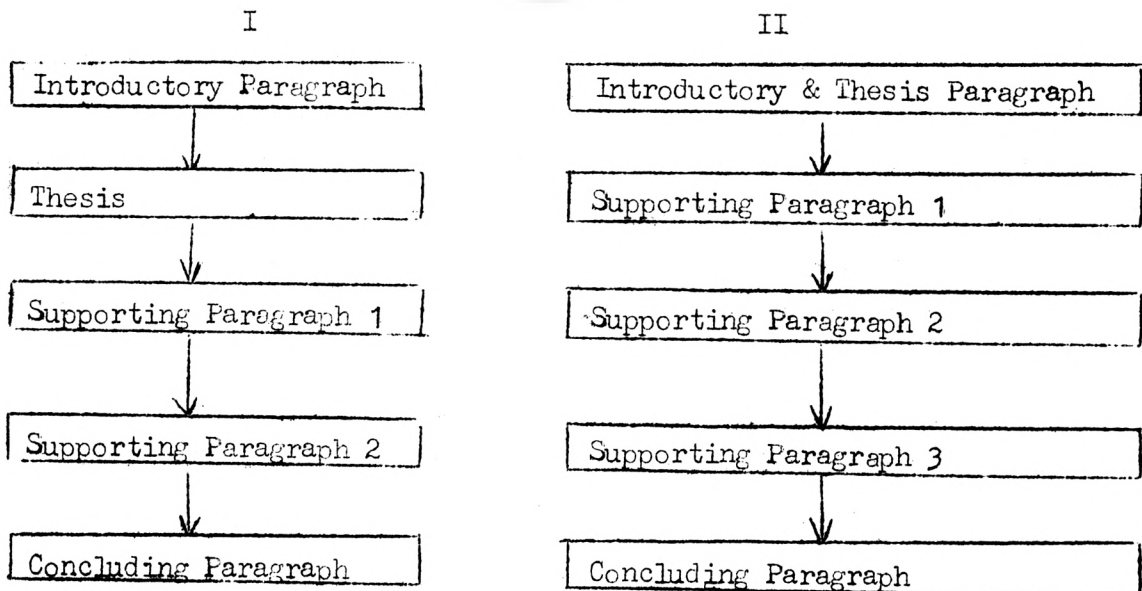 I
Introductory Paragraph
Thesis
Supporting Paragraph 1
Supporting Paragraph 2
Concluding Paragraph
II
Introductory & Thesis Paragraph
Supporting Paragraph 1
Supporting Paragraph 2
Supporting Paragraph 3
Concluding Paragraph